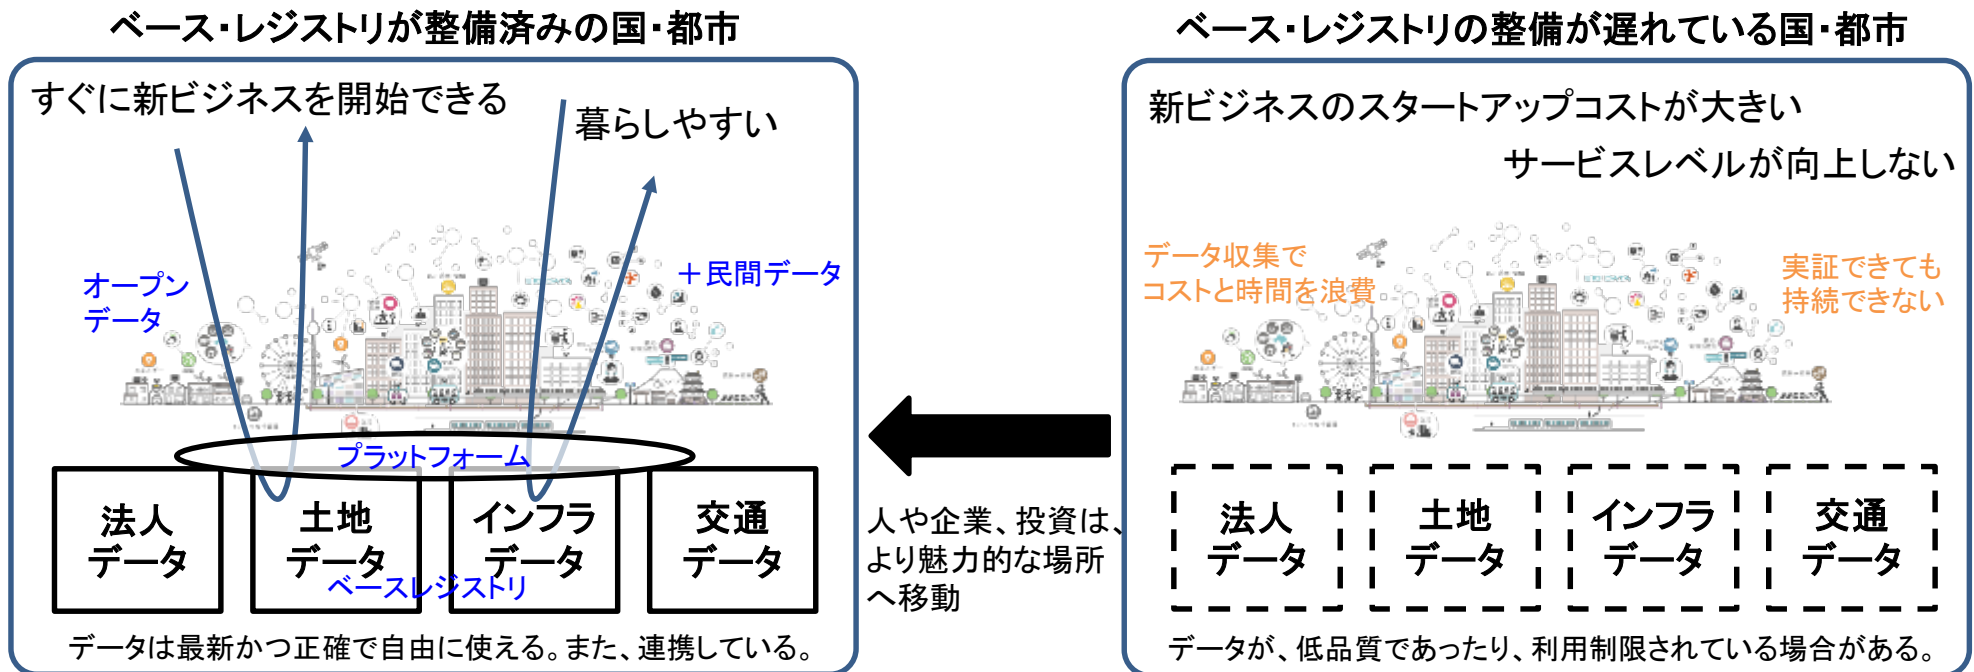 ベース・レジストリが整備済みの国・都市
すぐに新ビジネスを開始できる
暮らしやすい
オープン
データ
＋民間データ
プラットフォーム
法人
データ
土地
データ
インフラ
データ
交通
データ
ベースレジストリ
データは最新かつ正確で自由に使える。また、連携している。
人や企業、投資は、
より魅力的な場所
へ移動
ベース・レジストリの整備が遅れている国・都市
新ビジネスのスタートアップコストが大きい
サービスレベルが向上しない
データ収集で
コストと時間を浪費
実証できても
持続できない
法人
データ
土地
データ
インフラ
データ
交通
データ
データが、低品質であったり、利用制限されている場合がある。